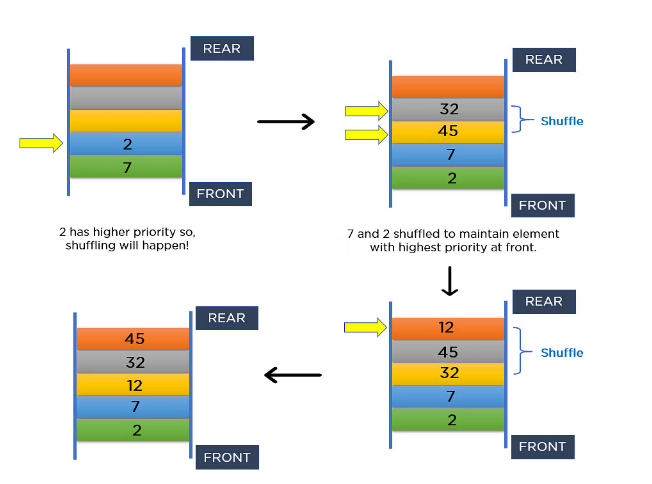 REAR
2
7
FRONT
2 has higher priority so,
shuffling will happen!
REAR
32
45
Shuffle
7
2
FRONT
7 and 2 shuffled to maintain element
with highest priority at front.
REAR
12
45
Shuffle
32
7
2
FRONT
REAR
45
32
12
7
2
FRONT